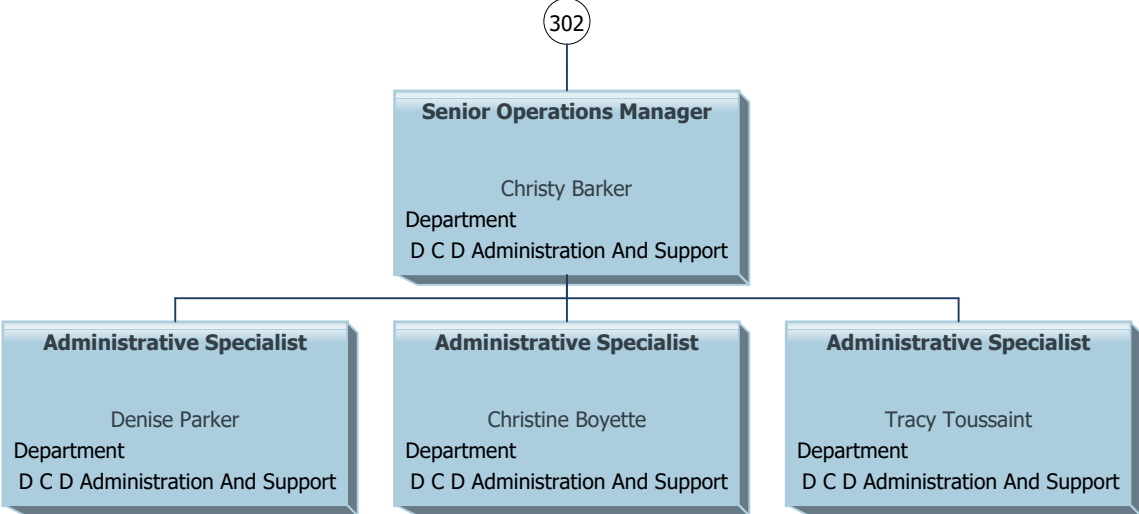 302
Senior Operations Manager
Christy Barker
Department
D C D Administration And Support
Administrative Specialist
Denise Parker
Department
D C D Administration And Support
Administrative Specialist
Christine Boyette
Department
D C D Administration And Support
Administrative Specialist
Tracy Toussaint
Department
D C D Administration And Support